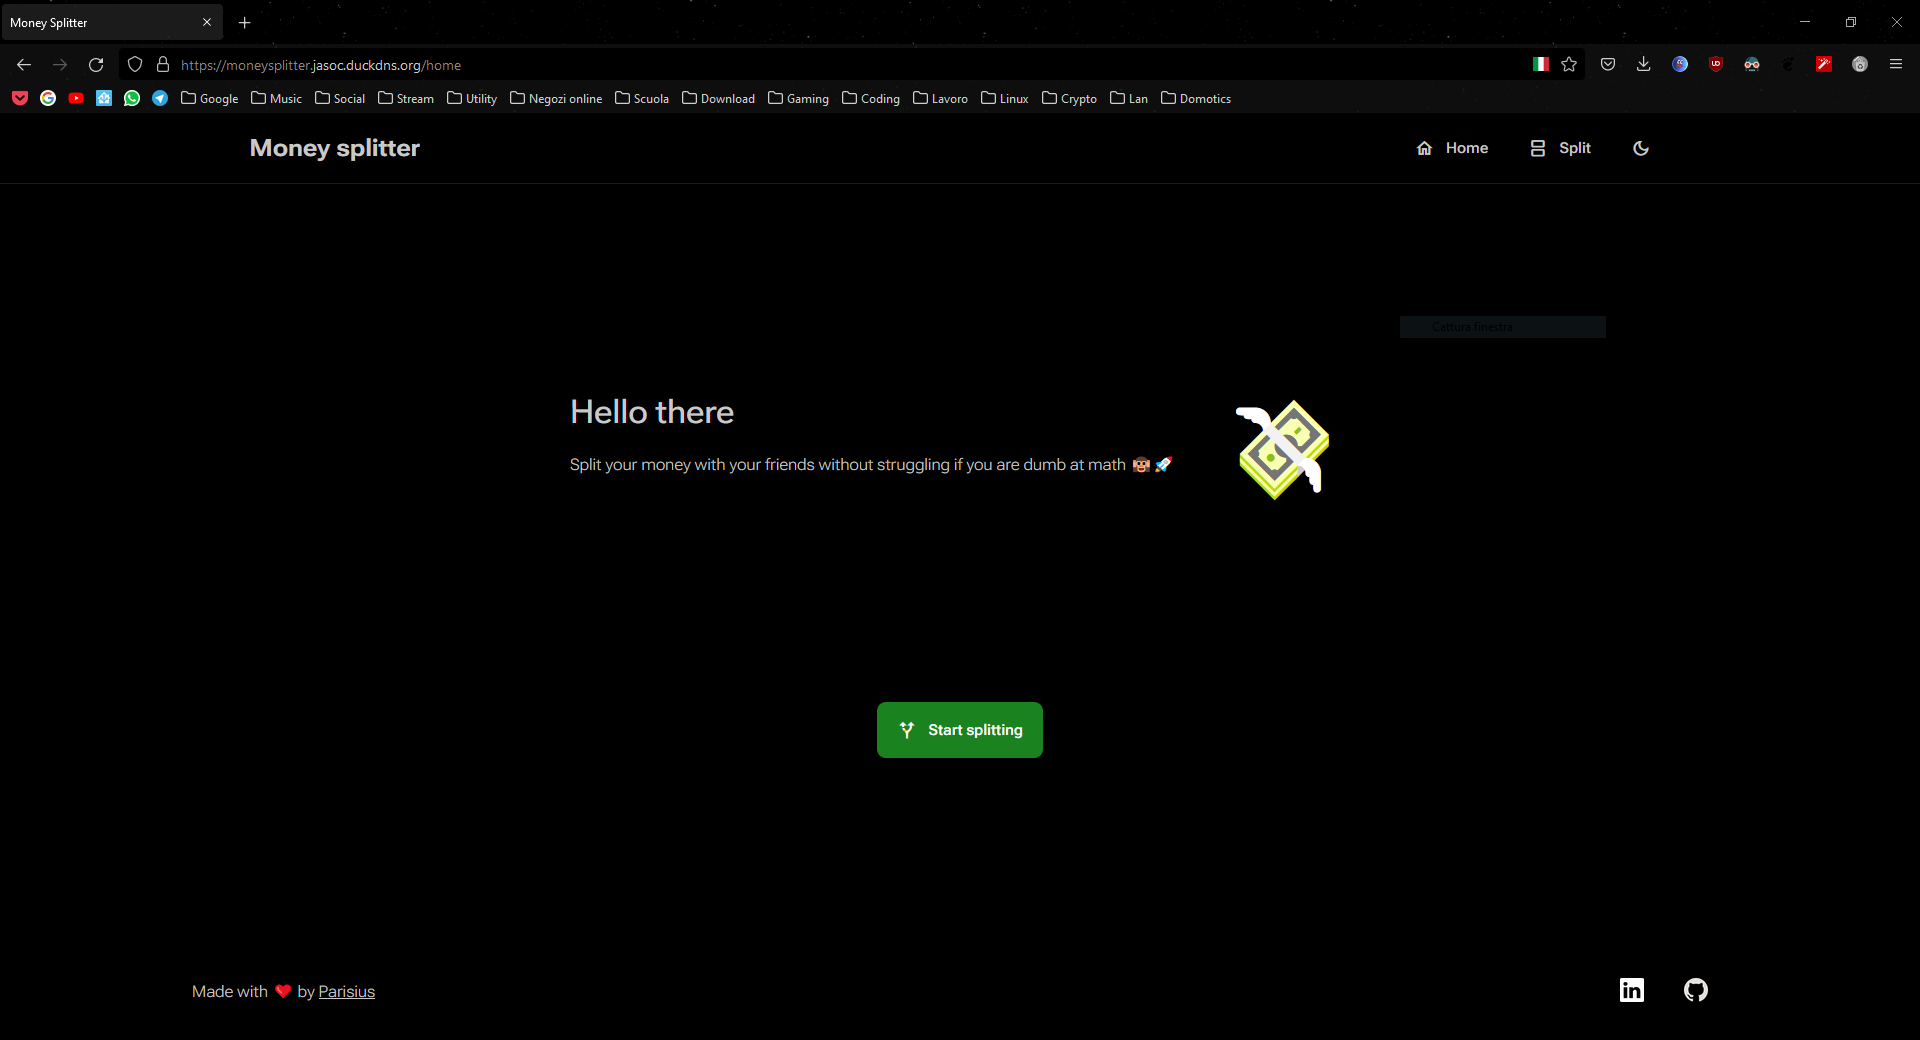 Money Splitter
https://moneysplitter.jasoc.duckdns.org/home
Google Music Social Stream Utility Negozi online Scuola Download Gaming Coding Lavoro Linux Crypto Lan Domotics
Money splitter
Home Split
Cattura finestra
Hello there
Split your money with your friends without struggling if you are dumb at math 🙉🚀
Start splitting
Made with ❤️ by Parisius